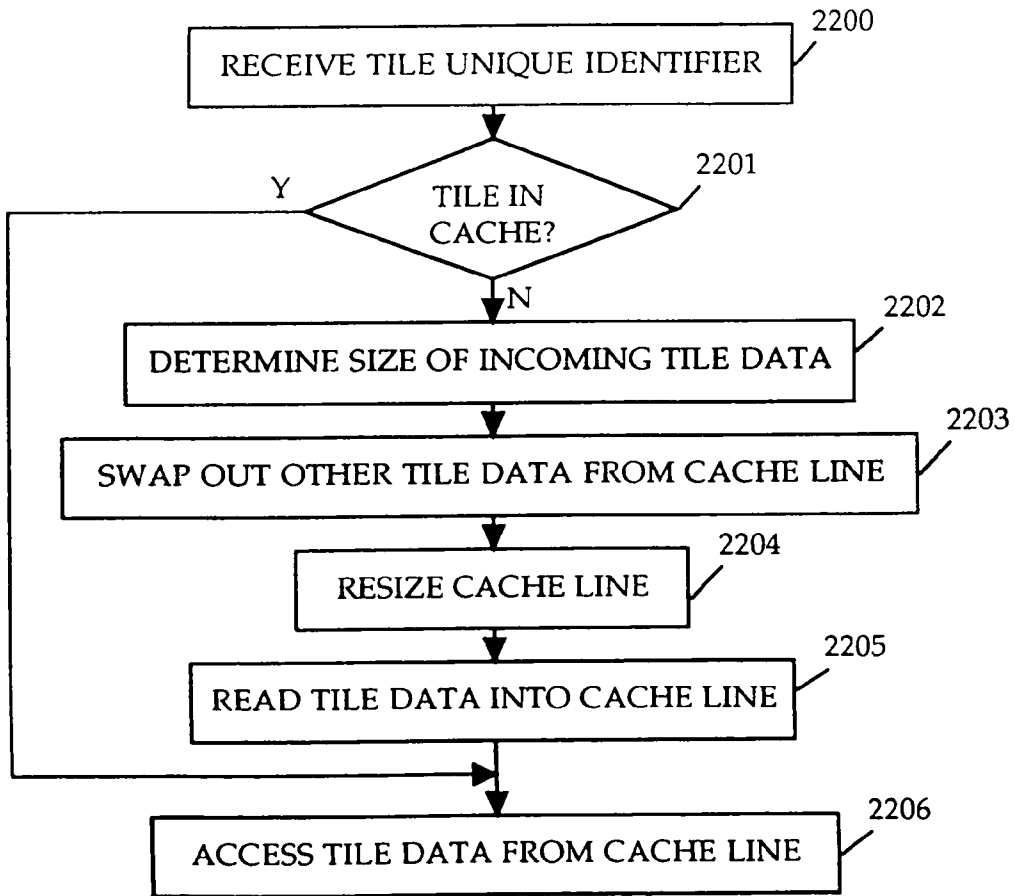 2200
RECEIVE TILE UNIQUE IDENTIFIER
2201
Y
TILE IN
CACHE?
N
2202
DETERMINE SIZE OF INCOMING TILE DATA
2203
SWAP OUT OTHER TILE DATA FROM CACHE LINE
2204
RESIZE CACHE LINE
2205
READ TILE DATA INTO CACHE LINE
2206
ACCESS TILE DATA FROM CACHE LINE